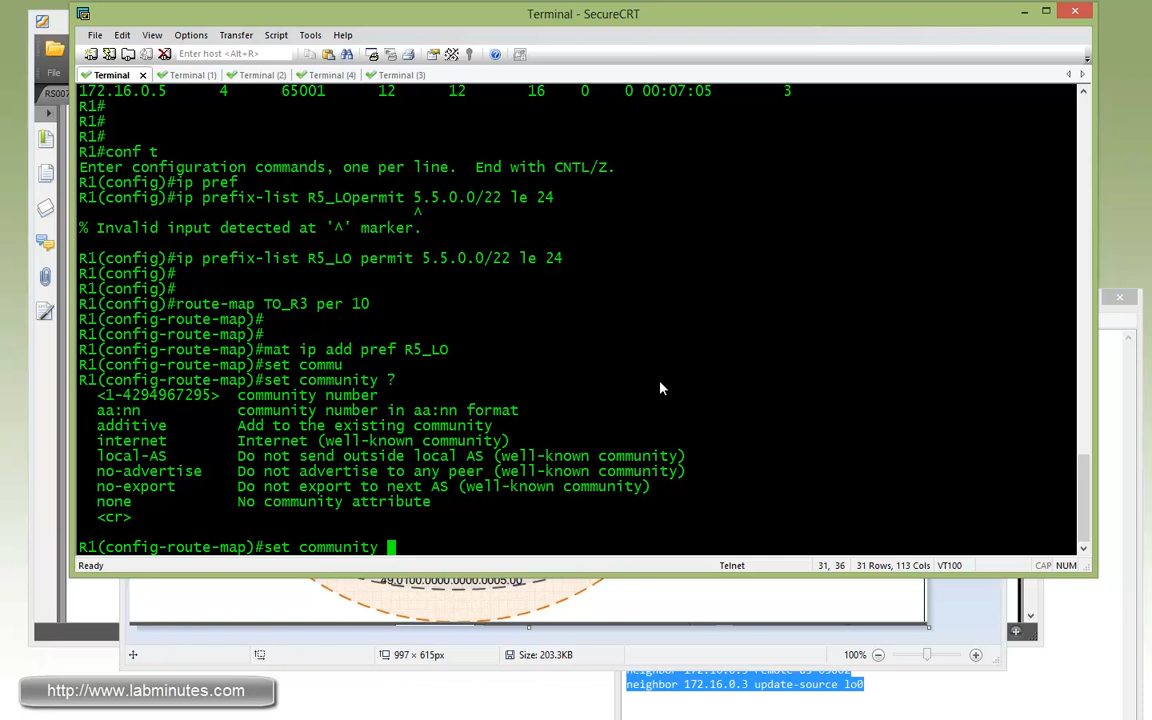 Terminal - SecureCRT
File Edit View Options Transfer Script Tools Help
Enter host <Alt+R>
File
Terminal Terminal (1) Terminal (2) Terminal (4) Terminal (3)
RS007
172.16.0.5 4 65001 12 12 16 0 0 00:07:05 3
R1#
R1#
R1#
R1#conf t
Enter configuration commands, one per line. End with CNTL/Z.
R1(config)#ip pref
R1(config)#ip prefix-list R5_LOpermit 5.5.0.0/22 le 24
^
% Invalid input detected at '^' marker.
R1(config)#ip prefix-list R5_LO permit 5.5.0.0/22 le 24
R1(config)#
R1(config)#
R1(config)#route-map TO_R3 per 10
R1(config-route-map)#
R1(config-route-map)#
R1(config-route-map)#mat ip add pref R5_LO
R1(config-route-map)#set commu
R1(config-route-map)#set community ?
<1-4294967295> community number
aa:nn community number in aa:nn format
additive Add to the existing community
internet Internet (well-known community)
local-AS Do not send outside local AS (well-known community)
no-advertise Do not advertise to any peer (well-known community)
no-export Do not export to next AS (well-known community)
none No community attribute
<cr>
R1(config-route-map)#set community
Ready Telnet 31, 36 31 Rows, 113 Cols VT100 CAP NUM
49.0100.0000.0000.0005.00
997 × 615px Size: 203.3KB 100%
neighbor 172.16.0.3 update-source lo0
http://www.labminutes.com